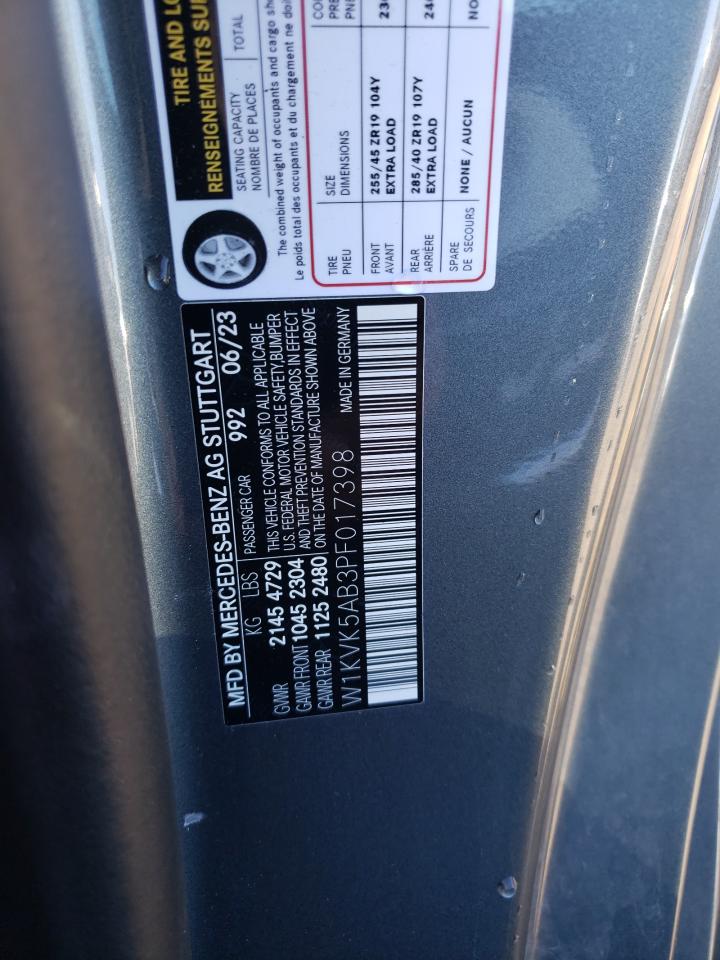 TIRE AND LO
RENSEIGNEMENTS SU
SEATING CAPACITY
NOMBRE DE PLACES
TOTAL
The combined weight of occupants and cargo sh
Le poids total des occupants et du chargement ne doi
TIRE
PNEU
SIZE
DIMENSIONS
FRONT
AVANT
255/45 ZR19 104Y
EXTRA LOAD
REAR
ARRIÈRE
285/40 ZR19 107Y
EXTRA LOAD
SPARE
DE SECOURS
NONE / AUCUN
MFD BY MERCEDES-BENZ AG STUTTGART
KG LBS PASSENGER CAR 992 06/23
GVWR 2145 4729 THIS VEHICLE CONFORMS TO ALL APPLICABLE
GAWR FRONT 1045 2304 U.S. FEDERAL MOTOR VEHICLE SAFETY,BUMPER
GAWR REAR 1125 2480 AND THEFT PREVENTION STANDARDS IN EFFECT
ON THE DATE OF MANUFACTURE SHOWN ABOVE
W1KVK5AB3PF017398 MADE IN GERMANY